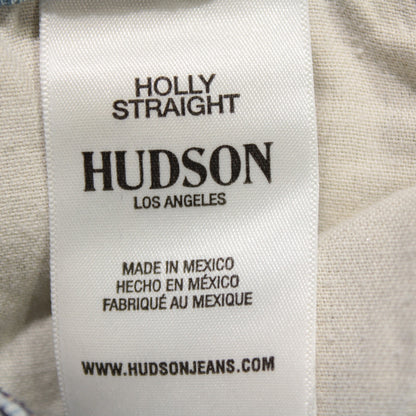 HOLLY
STRAIGHT
HUDSON
LOS ANGELES
MADE IN MEXICO
HECHO EN MÉXICO
FABRIQUÉ AU MEXIQUE
WWW.HUDSONJEANS.COM